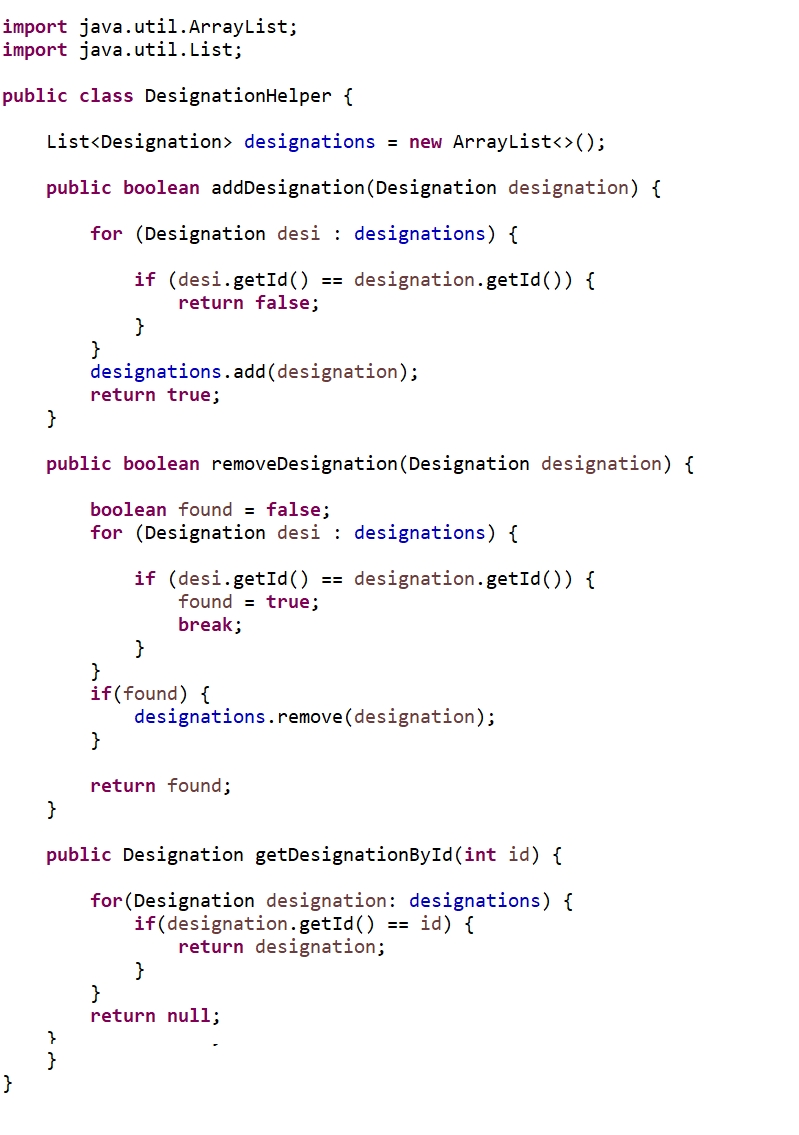 import java.util.ArrayList;
import java.util.List;

public class DesignationHelper {

    List<Designation> designations = new ArrayList<>();

    public boolean addDesignation(Designation designation) {

        for (Designation desi : designations) {

            if (desi.getId() == designation.getId()) {
                return false;
            }
        }
        designations.add(designation);
        return true;
    }

    public boolean removeDesignation(Designation designation) {

        boolean found = false;
        for (Designation desi : designations) {

            if (desi.getId() == designation.getId()) {
                found = true;
                break;
            }
        }
        if(found) {
            designations.remove(designation);
        }

        return found;
    }

    public Designation getDesignationById(int id) {

        for(Designation designation: designations) {
            if(designation.getId() == id) {
                return designation;
            }
        }
        return null;
    }
    }
}